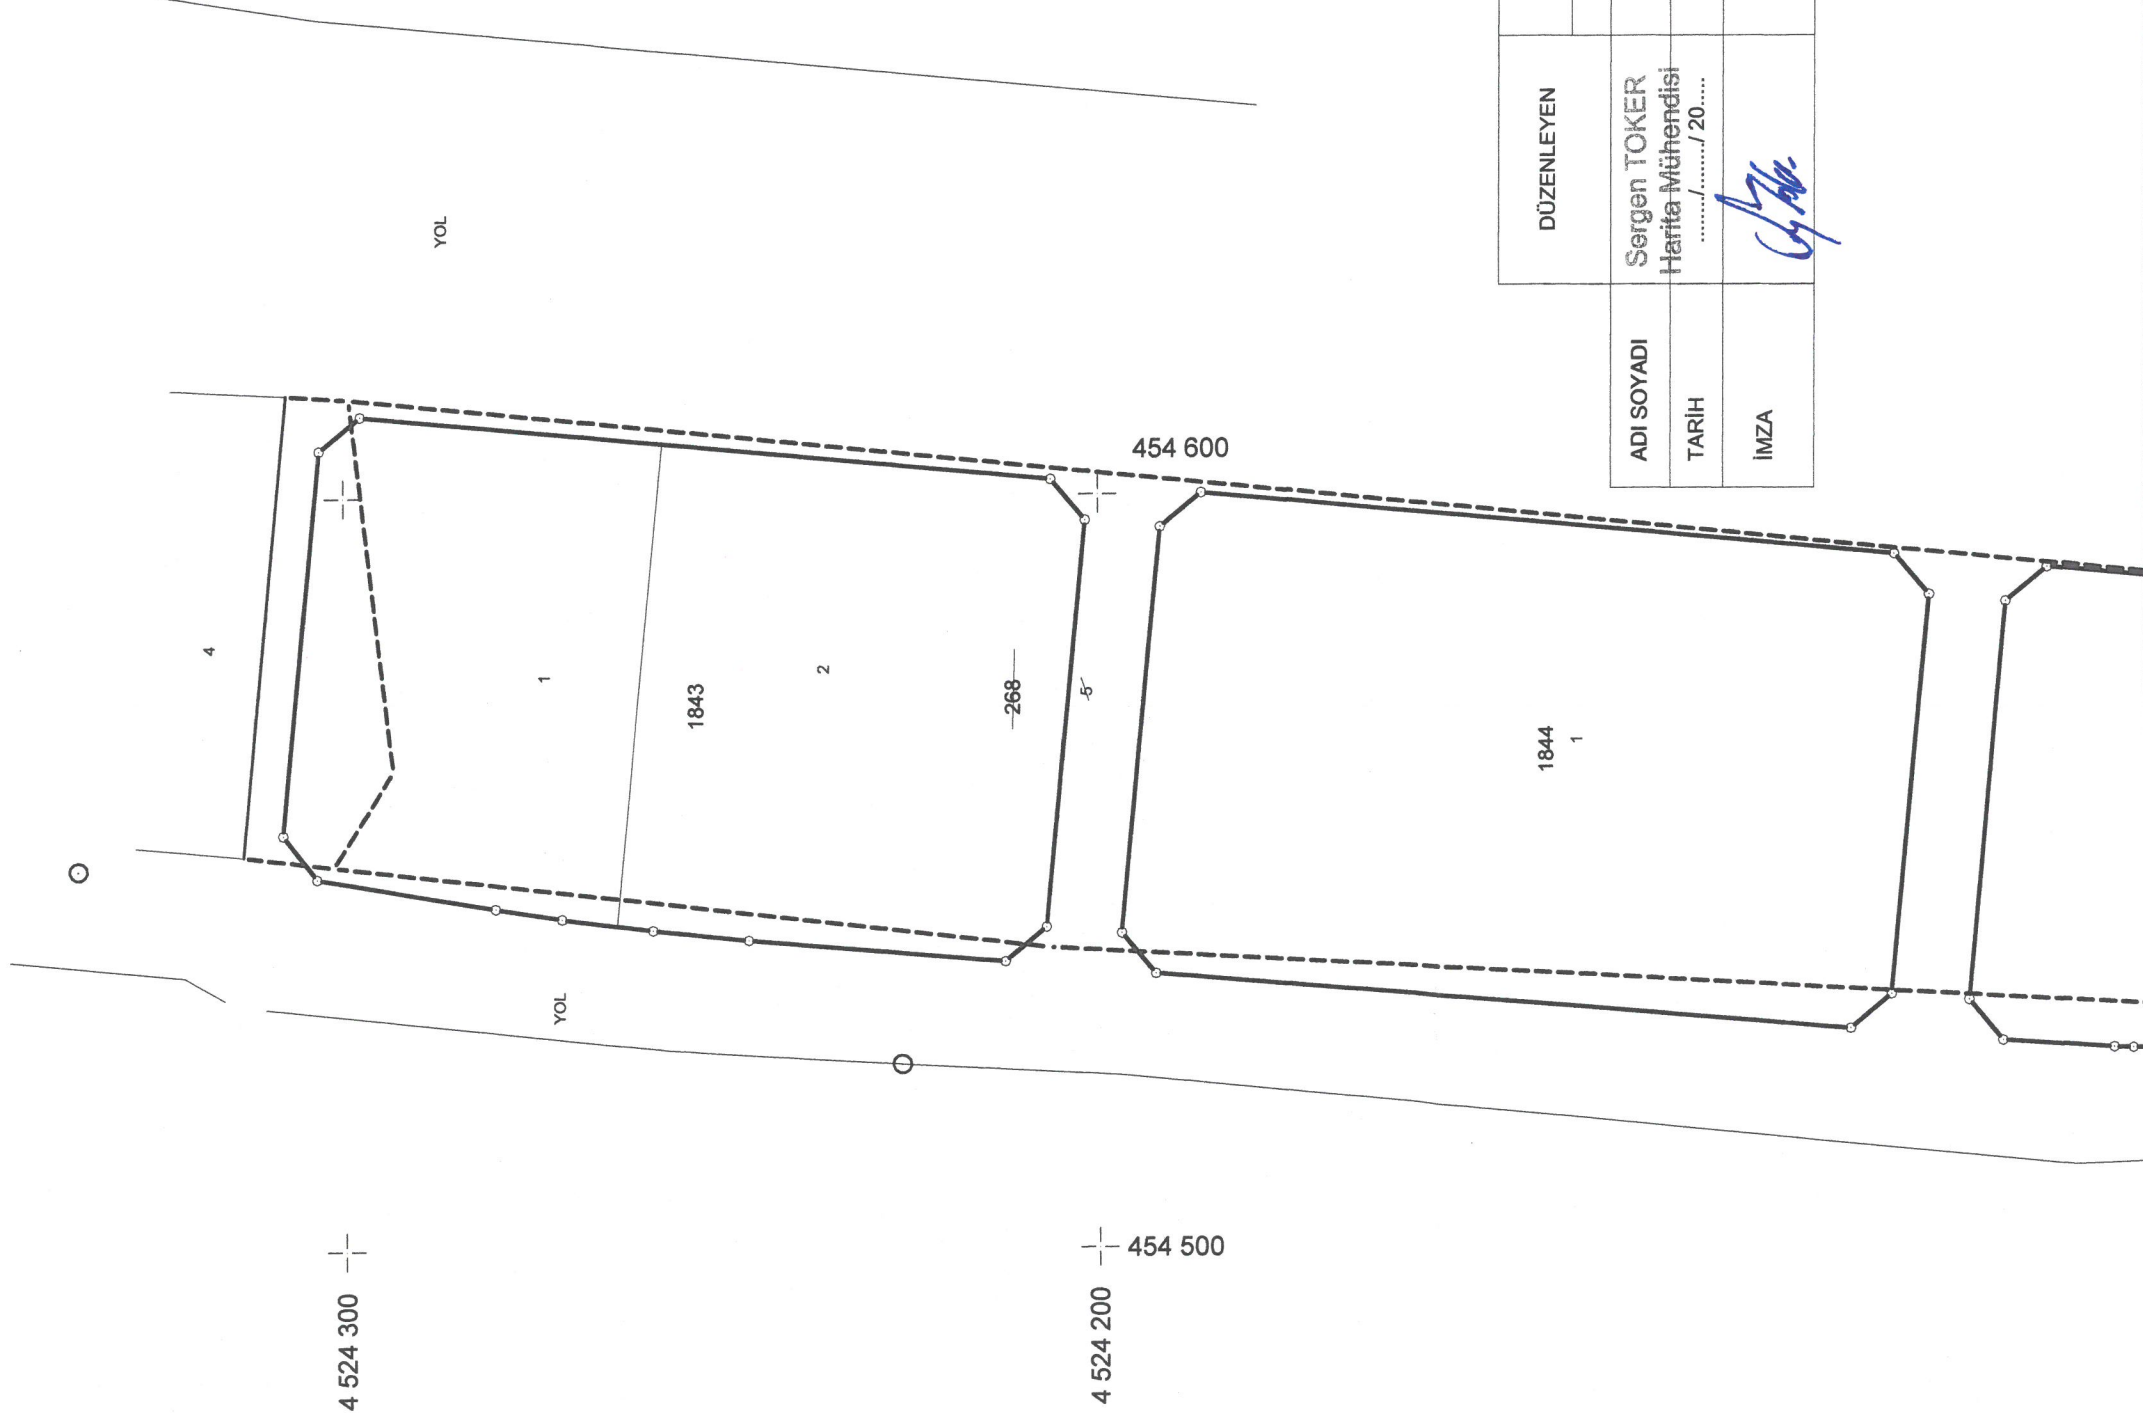 YOL
454 600
4
1
1843
2
268
5
1844
1
YOL
454 500
4 524 300
4 524 200
DÜZENLEYEN
ADI SOYADI
Sergen TOKER
Harita Mühendisi
TARİH
......../........./ 20.....
İMZA